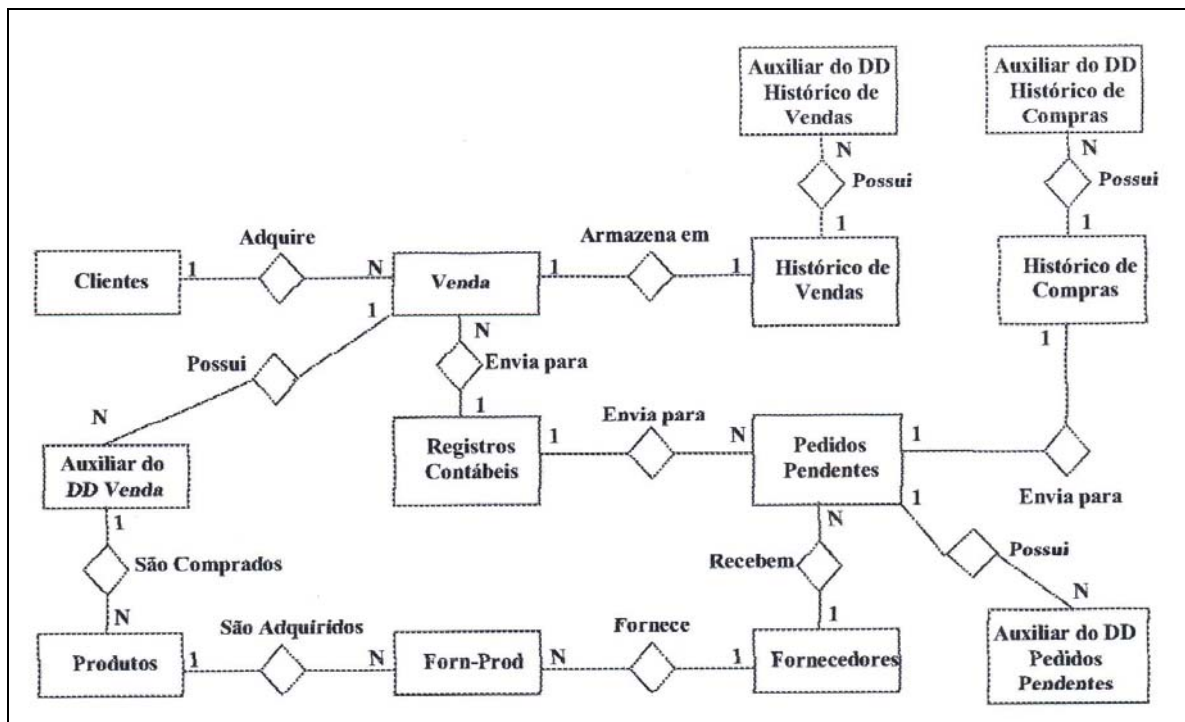 Auxiliar do DD
Histórico de
Vendas
Auxiliar do DD
Histórico de
Compras
N
Possui
N
Possui
1
1
Adquire
Armazena em
Clientes
1
N
Venda
1
1
Histórico de
Vendas
Histórico de
Compras
1
N
1
Possui
Envia para
N
1
Envia para
Registros
Contábeis
1
N
Pedidos
Pendentes
1
Auxiliar do
DD Venda
Envia para
1
N
1
São Comprados
Recebem
Possui
N
São Adquiridos
Fornece
1
N
Produtos
1
N
Forn-Prod
N
1
Fornecedores
Auxiliar do DD
Pedidos
Pendentes